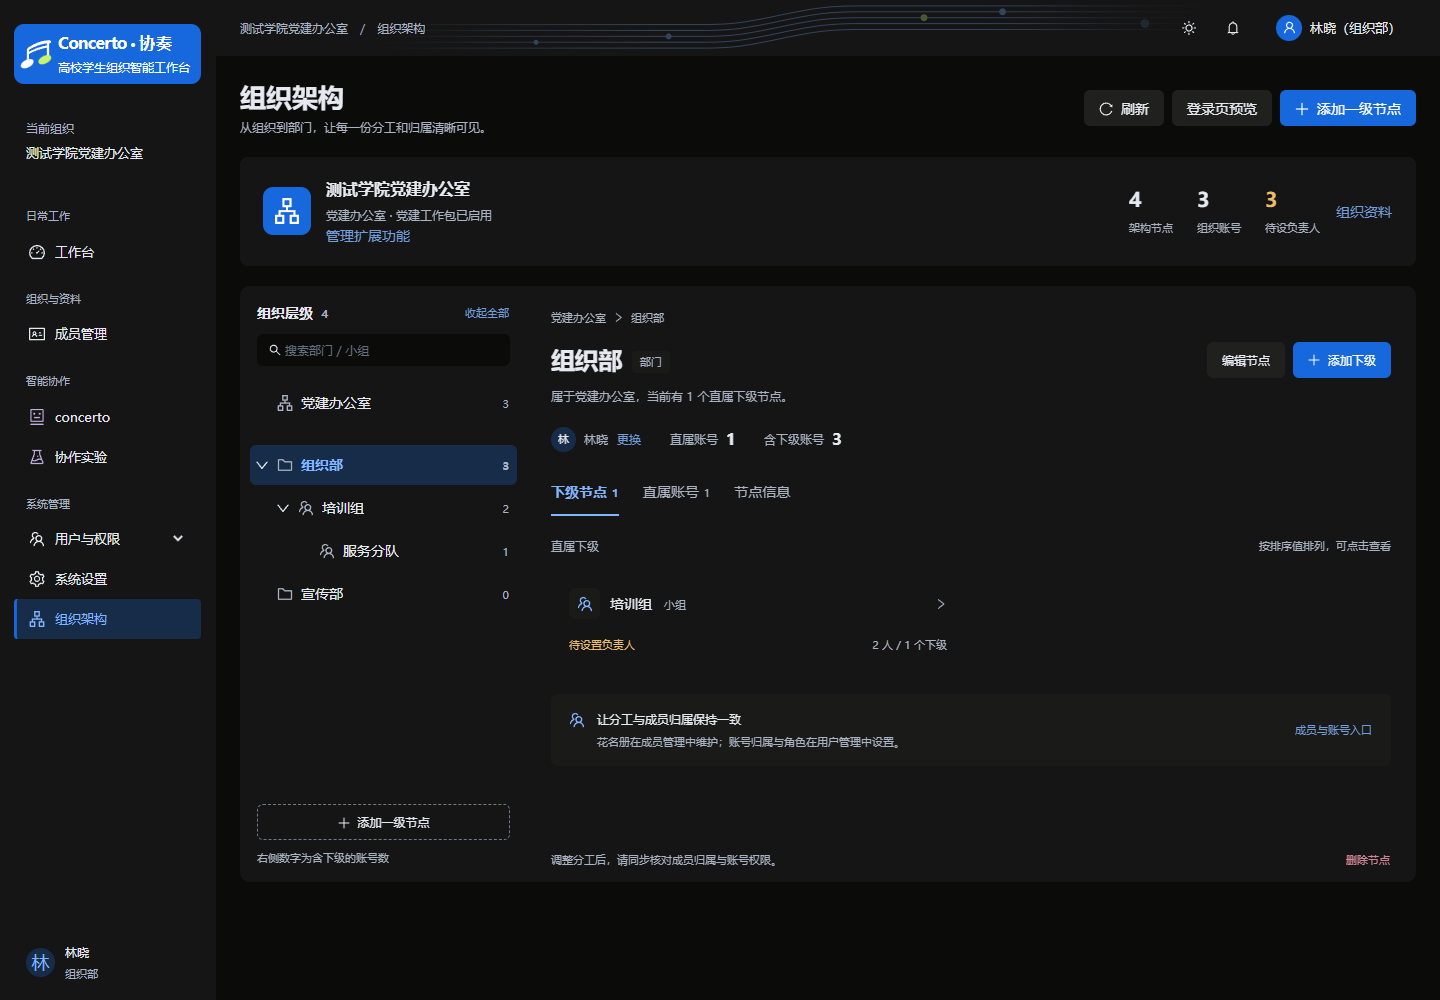 Concerto • 协奏
高校学生组织智能工作台
当前组织
测试学院党建办公室
日常工作
工作台
组织与资料
成员管理
智能协作
concerto
协作实验
系统管理
用户与权限
系统设置
组织架构
林
林晓
组织部
测试学院党建办公室 / 组织架构
林晓（组织部）
组织架构
从组织到部门，让每一份分工和归属清晰可见。
刷新
登录页预览
添加一级节点
测试学院党建办公室
党建办公室 · 党建工作包已启用
管理扩展功能
4
架构节点
3
组织账号
3
待设负责人
组织资料
组织层级 4
收起全部
搜索部门 / 小组
党建办公室 3
组织部 3
培训组 2
服务分队 1
宣传部 0
添加一级节点
右侧数字为含下级的账号数
党建办公室 > 组织部
组织部 部门
编辑节点
添加下级
属于党建办公室，当前有 1 个直属下级节点。
林 林晓 更换 直属账号 1 含下级账号 3
下级节点 1 直属账号 1 节点信息
直属下级
按排序值排列，可点击查看
培训组 小组
待设置负责人
2 人 / 1 个下级
让分工与成员归属保持一致
花名册在成员管理中维护；账号归属与角色在用户管理中设置。
成员与账号入口
调整分工后，请同步核对成员归属与账号权限。
删除节点